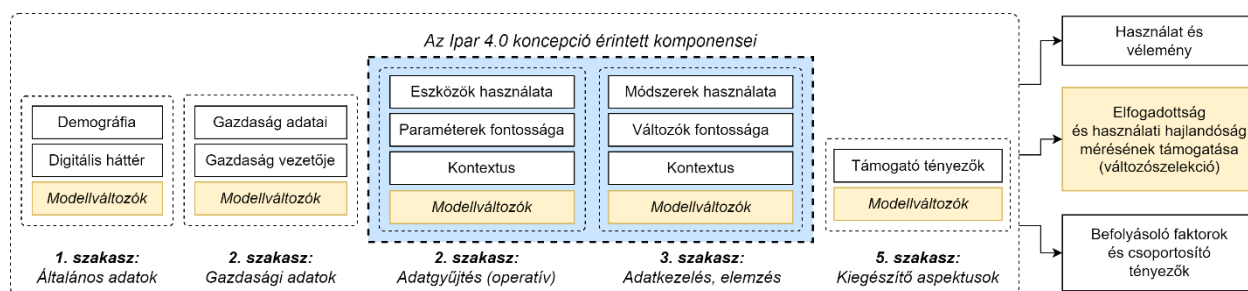 Az Ipar 4.0 koncepció érintett komponensei
Demográfia
Digitális háttér
Modellváltozók
1. szakasz:
Általános adatok
Gazdaság adatai
Gazdaság vezetője
Modellváltozók
2. szakasz:
Gazdasági adatok
Eszközök használata
Paraméterek fontossága
Kontextus
Modellváltozók
2. szakasz:
Adatgyűjtés (operatív)
Módszerek használata
Változók fontossága
Kontextus
Modellváltozók
3. szakasz:
Adatkezelés, elemzés
Támogató tényezők
Modellváltozók
5. szakasz:
Kiegészítő aspektusok
Használat és
vélemény
Elfogadottság
és használati hajlandóság
mérésének támogatása
(változószelekció)
Befolyásoló faktorok
és csoportosító
tényezők